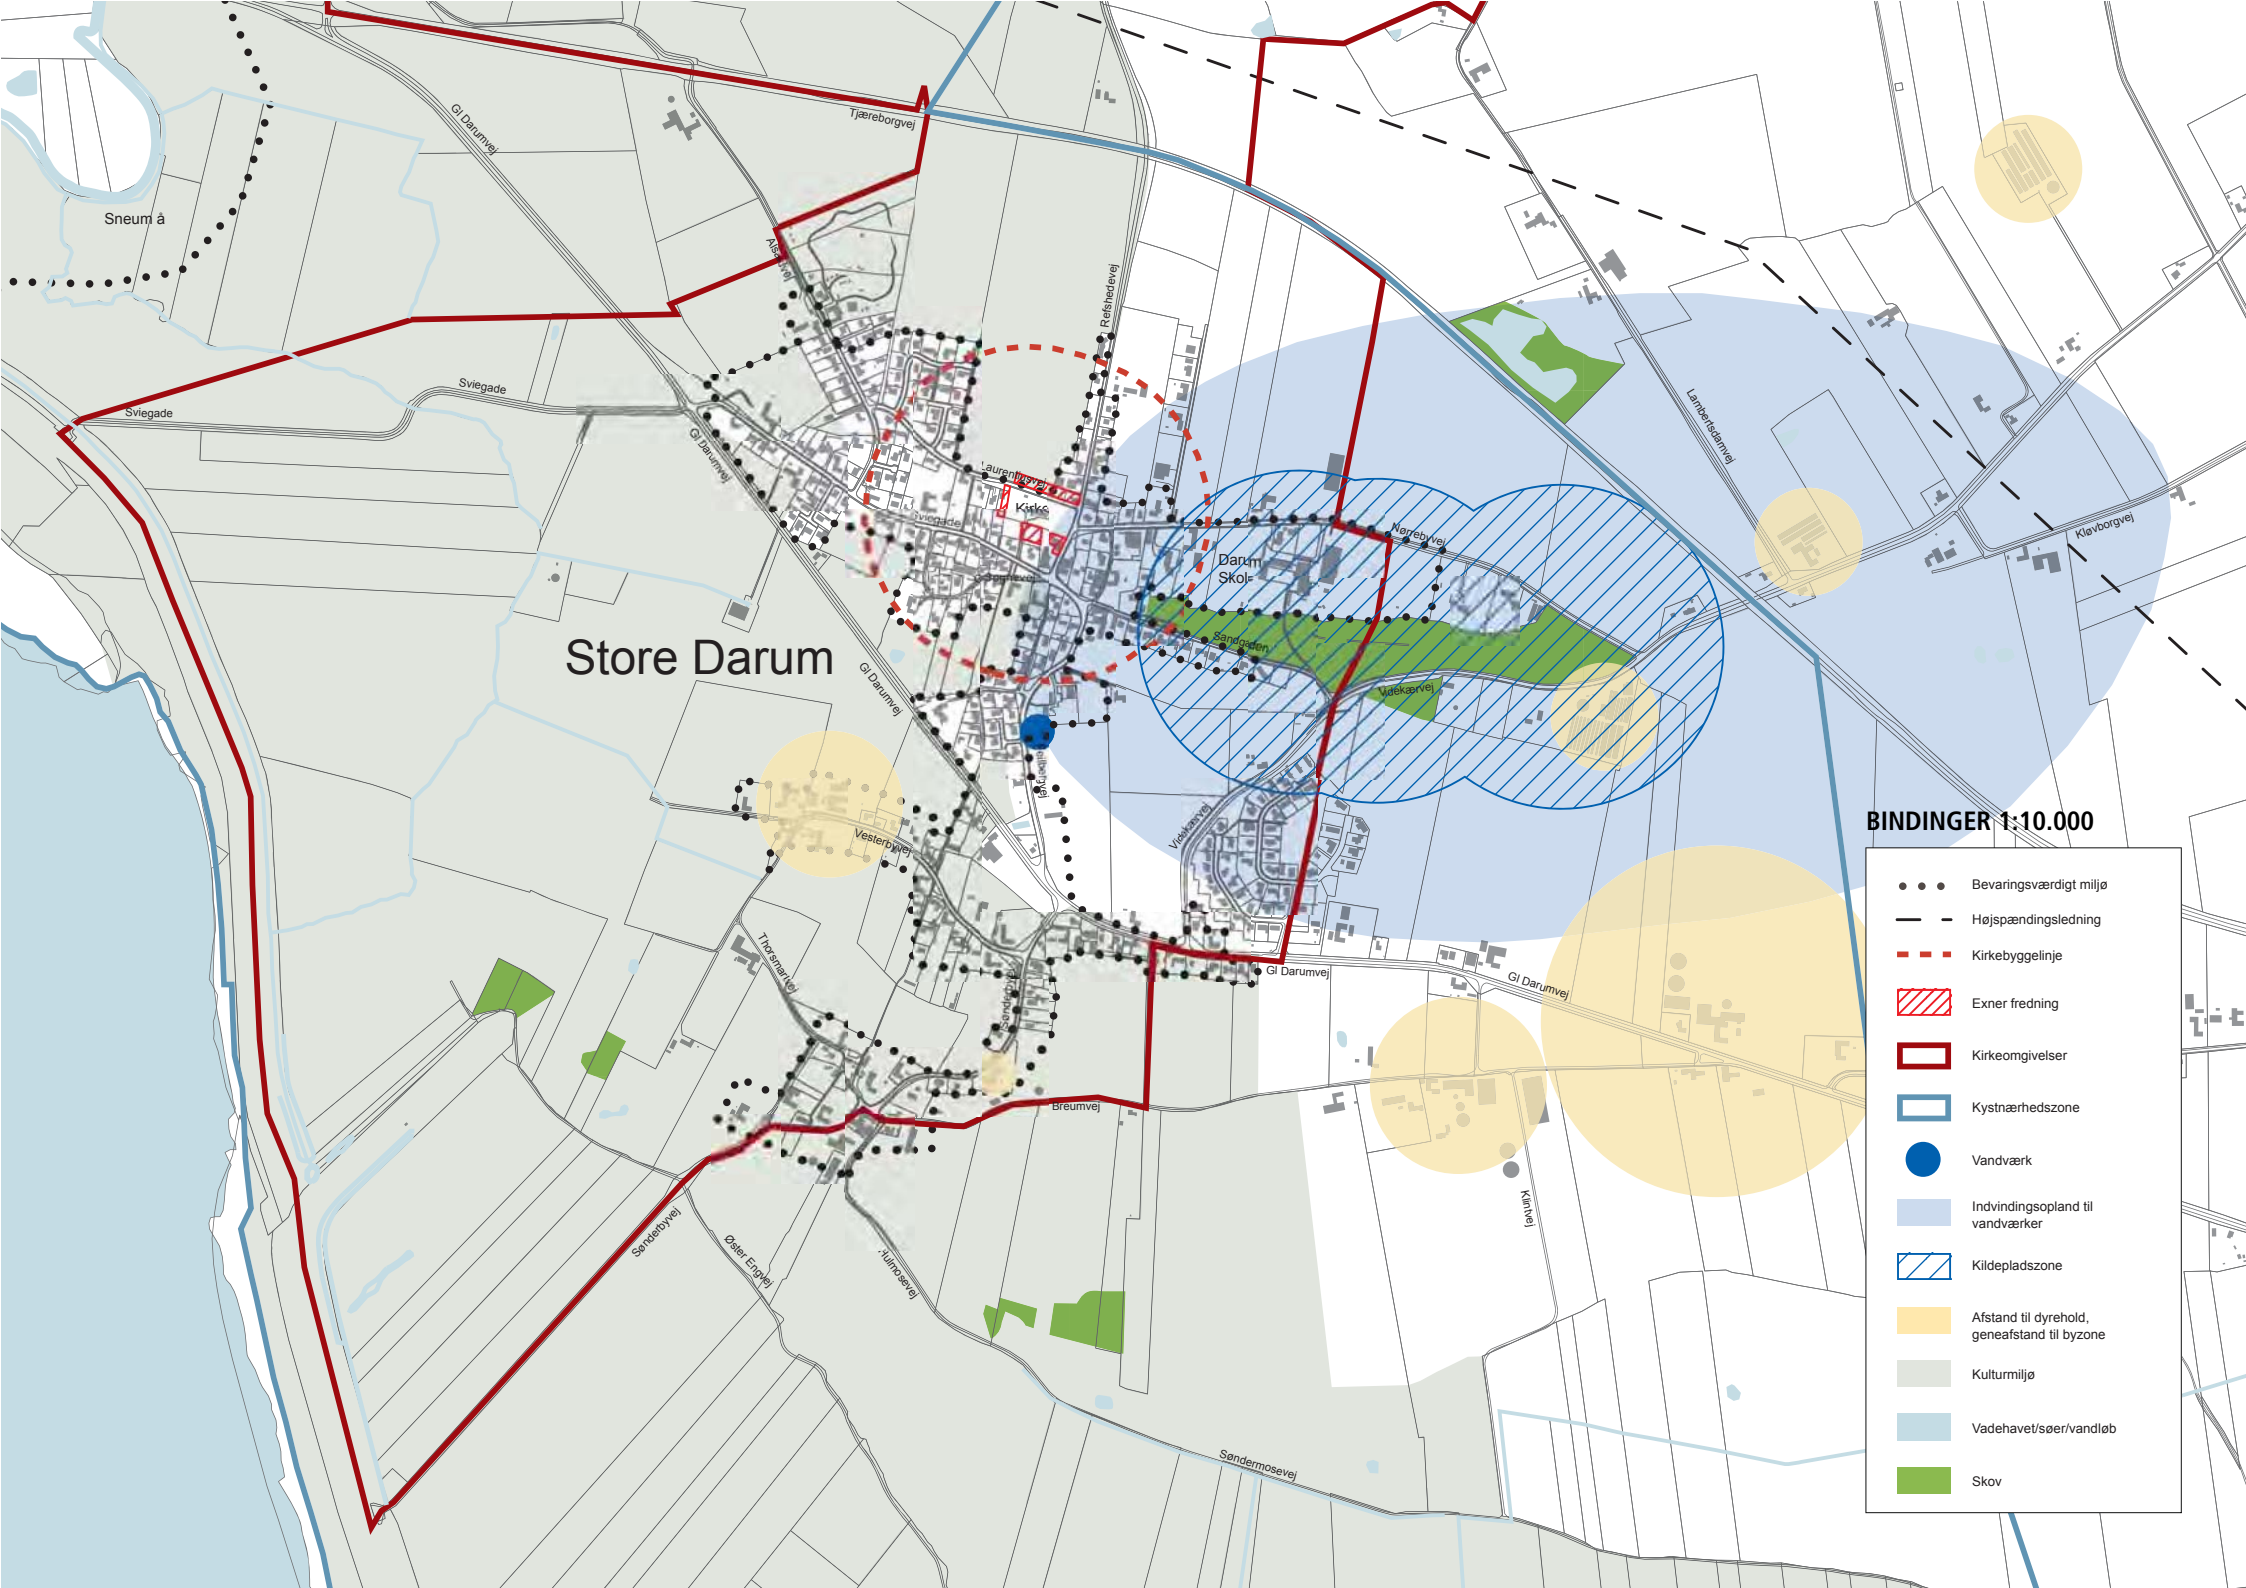 Tjæreborgvej
Gl Darumvej
Sneum å
Refshedevej
Sviegade
Sviegade
Gl Darumvej
Lambertsdamvej
Kirke
Sviegade
Nørrebyvej
Kløvborgvej
Darum
Skole
Sandgaden
Store Darum
Gl Darumvej
Videkærvej
Videkærvej
Vesterbyvej
Thorsmarkvej
Gl Darumvej
Gl Darumvej
Breumvej
Klintvej
Sønderbyvej
Øster Engvej
Hulmosevej
Søndermosevej
BINDINGER 1:10.000
Bevaringsværdigt miljø
Højspændingsledning
Kirkebyggelinje
Exner fredning
Kirkeomgivelser
Kystnærhedszone
Vandværk
Indvindingsopland til
vandværker
Kildepladszone
Afstand til dyrehold,
geneafstand til byzone
Kulturmiljø
Vadehavet/søer/vandløb
Skov